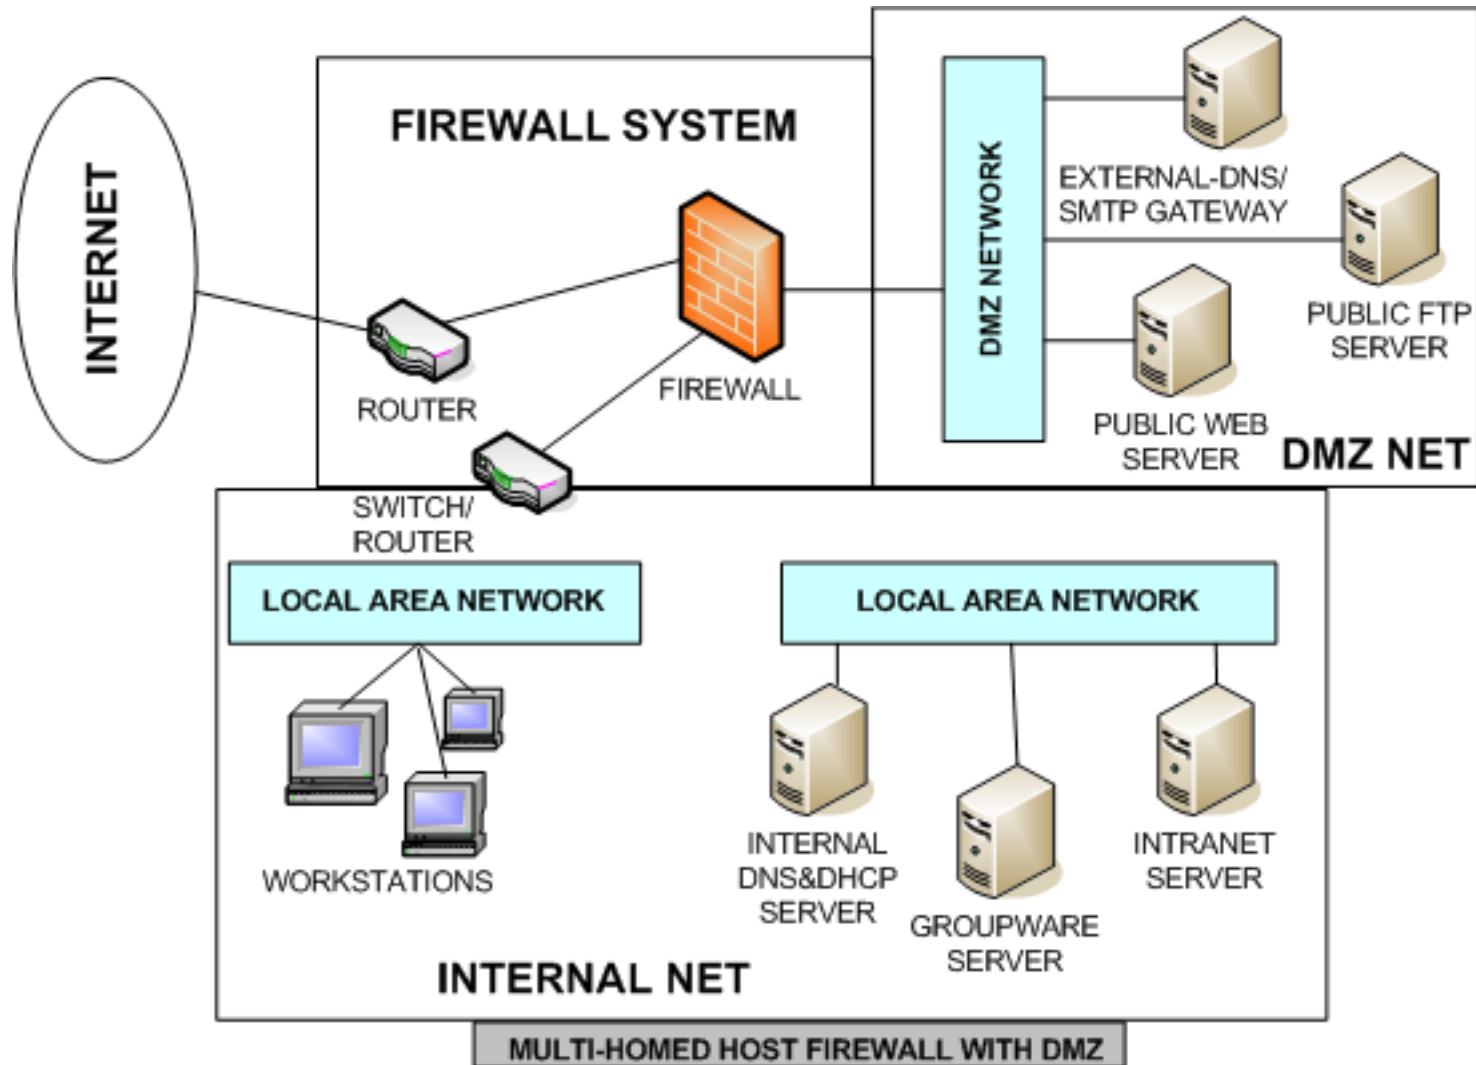 INTERNET
FIREWALL SYSTEM
ROUTER
FIREWALL
SWITCH/
ROUTER
DMZ NETWORK
EXTERNAL-DNS/
SMTP GATEWAY
PUBLIC FTP
SERVER
PUBLIC WEB
SERVER
DMZ NET
LOCAL AREA NETWORK
WORKSTATIONS
LOCAL AREA NETWORK
INTERNAL
DNS&DHCP
SERVER
GROUPWARE
SERVER
INTRANET
SERVER
INTERNAL NET
MULTI-HOMED HOST FIREWALL WITH DMZ